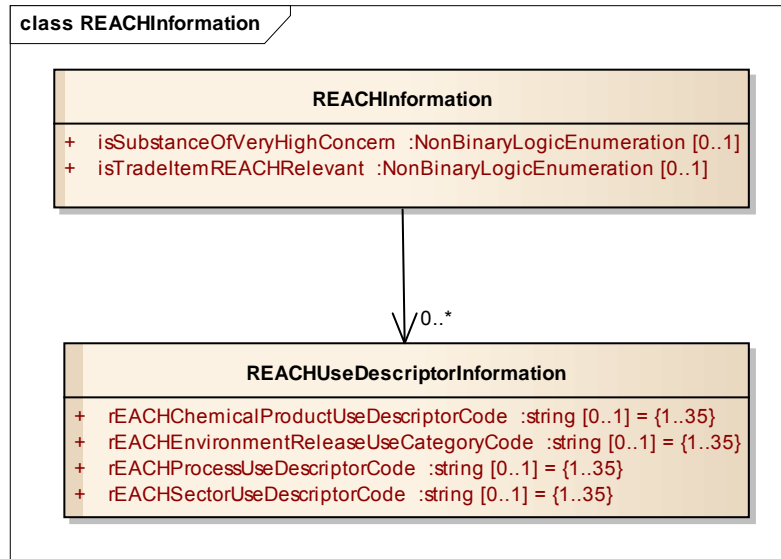 class REACHInformation
REACHInformation
+ isSubstanceOfVeryHighConcern :NonBinaryLogicEnumeration [0..1]
+ isTradeItemREACHRelevant :NonBinaryLogicEnumeration [0..1]
0..*
REACHUseDescriptorInformation
+ rEACHChemicalProductUseDescriptorCode :string [0..1] = {1..35}
+ rEACHEnvironmentReleaseUseCategoryCode :string [0..1] = {1..35}
+ rEACHProcessUseDescriptorCode :string [0..1] = {1..35}
+ rEACHSectorUseDescriptorCode :string [0..1] = {1..35}